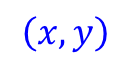 (x, y)